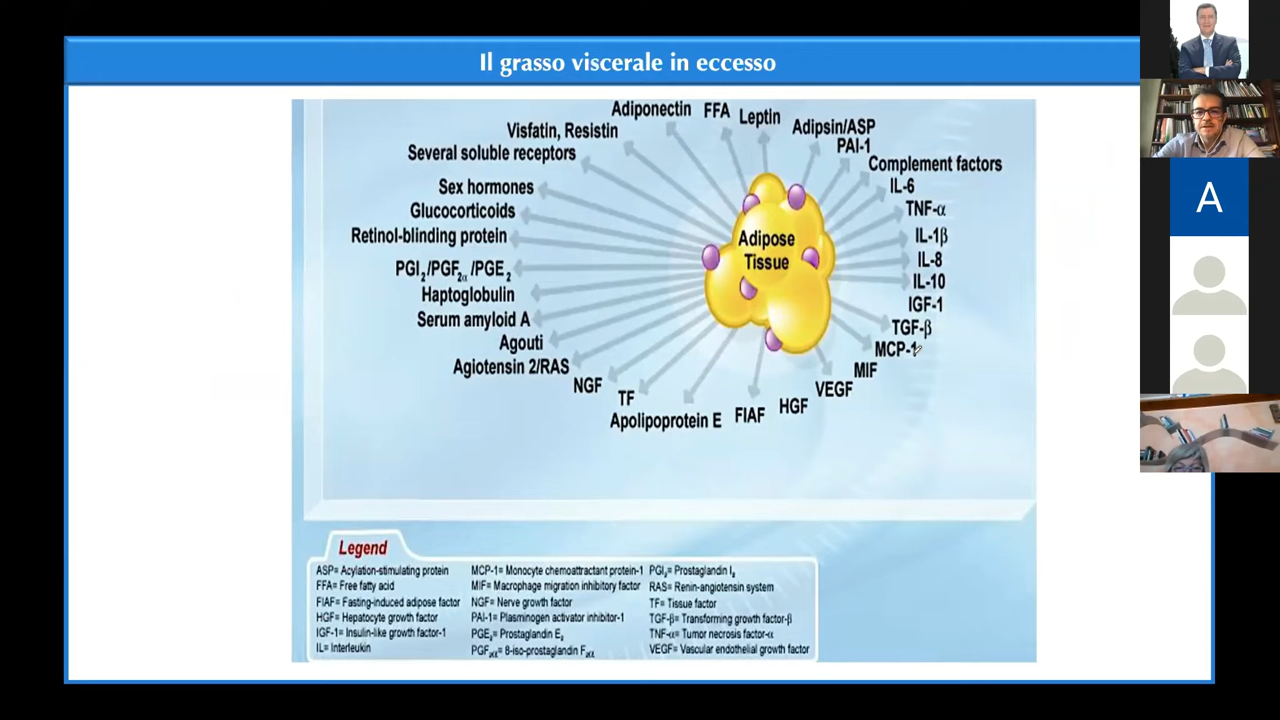 Il grasso viscerale in eccesso
Adiponectin
FFA
Leptin
Visfatin, Resistin
Adipsin/ASP
PAI-1
Several soluble receptors
Complement factors
Sex hormones
IL-6
Glucocorticoids
TNF-α
Retinol-blinding protein
IL-1β
PGI₂/PGF₂α /PGE₂
IL-8
IL-10
Haptoglobulin
IGF-1
Serum amyloid A
TGF-β
Agouti
MCP-1
Agiotensin 2/RAS
MIF
NGF
VEGF
TF
HGF
Apolipoprotein E
FIAF
Adipose
Tissue
A
Legend
ASP= Acylation-stimulating protein
FFA= Free fatty acid
FIAF= Fasting-induced adipose factor
HGF= Hepatocyte growth factor
IGF-1= Insulin-like growth factor-1
IL= Interleukin
MCP-1= Monocyte chemoattractant protein-1
MIF= Macrophage migration inhibitory factor
NGF= Nerve growth factor
PAI-1= Plasminogen activator inhibitor-1
PGE₂= Prostaglandin E₂
PGF₂α= 8-iso-prostaglandin F₂α
PGI₂= Prostaglandin I₂
RAS= Renin-angiotensin system
TF= Tissue factor
TGF-β= Transforming growth factor-β
TNF-α= Tumor necrosis factor-α
VEGF= Vascular endothelial growth factor